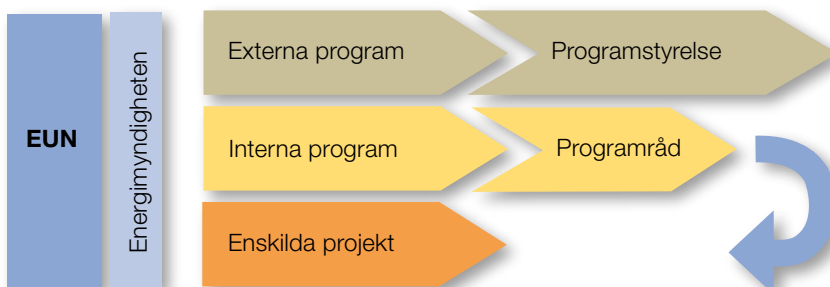 EUN
Energimyndigheten
Externa program
Programstyrelse
Interna program
Programråd
Enskilda projekt